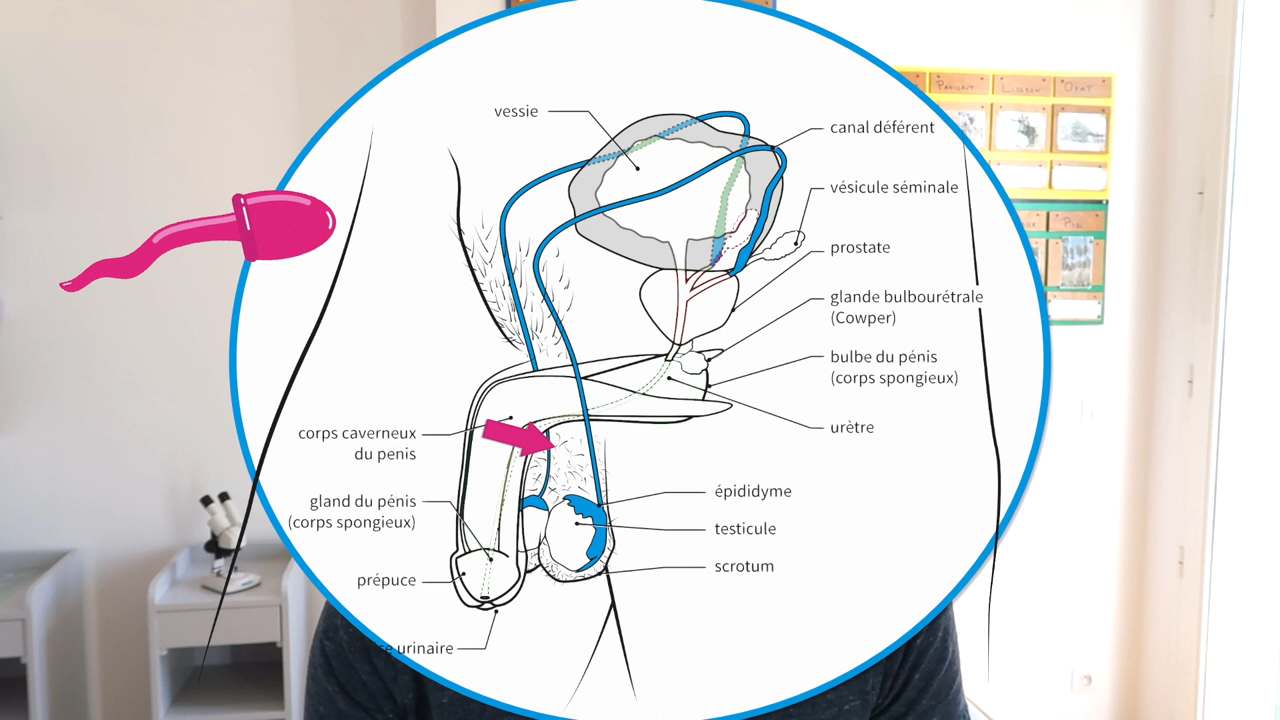 vessie
canal déférent
vésicule séminale
prostate
glande bulbourétrale
(Cowper)
bulbe du pénis
(corps spongieux)
urètre
corps caverneux
du penis
gland du pénis
(corps spongieux)
prépuce
urinaire
épididyme
testicule
scrotum